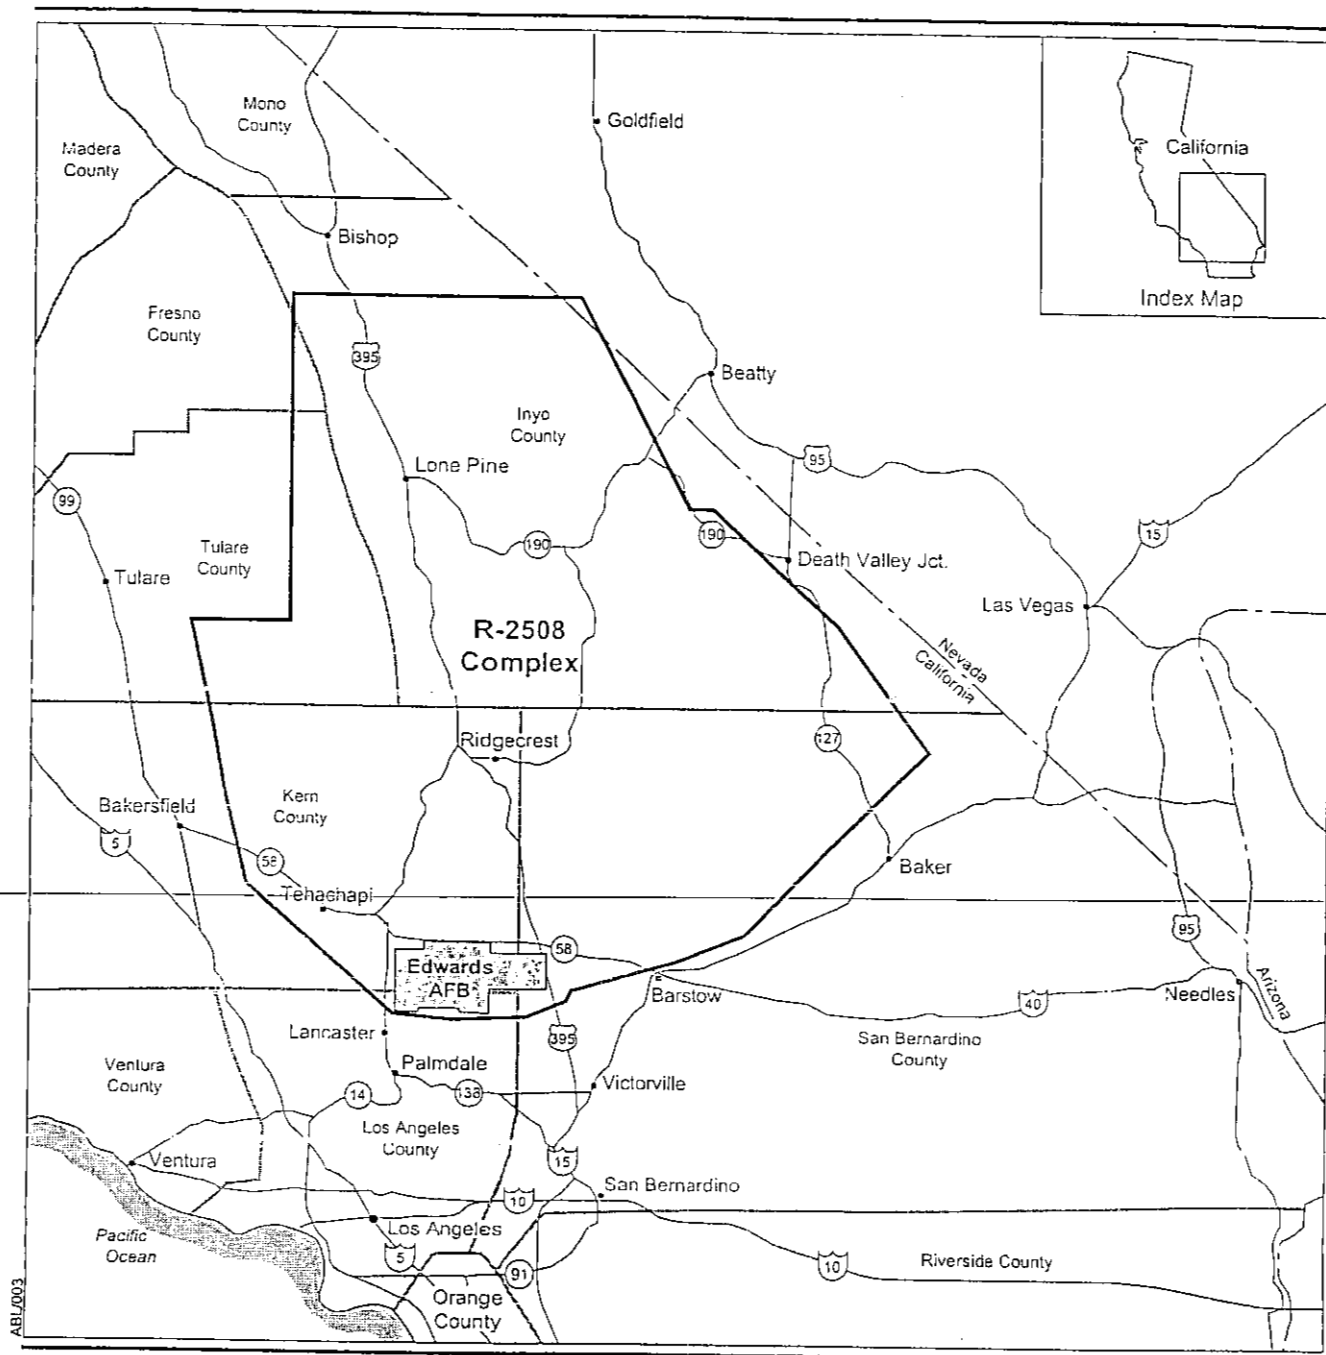 Mono
County
Madera
County
Goldfield
California
Index Map
Bishop
Fresno
County
395
Beatty
Inyo
County
Lone Pine
95
99
190
190
15
Tulare
County
Tulare
Death Valley Jct.
Las Vegas
R-2508
Complex
Nevada
California
Ridgecrest
127
Kern
County
Bakersfield
5
58
Baker
Tehachapi
95
58
Edwards
AFB
Barstow
Needles
Arizona
40
Lancaster
395
San Bernardino
County
Ventura
County
Palmdale
14
138
Victorville
Los Angeles
County
Ventura
15
San Bernardino
10
Pacific
Ocean
Los Angeles
5
91
10
Riverside County
Orange
County
ABL/003